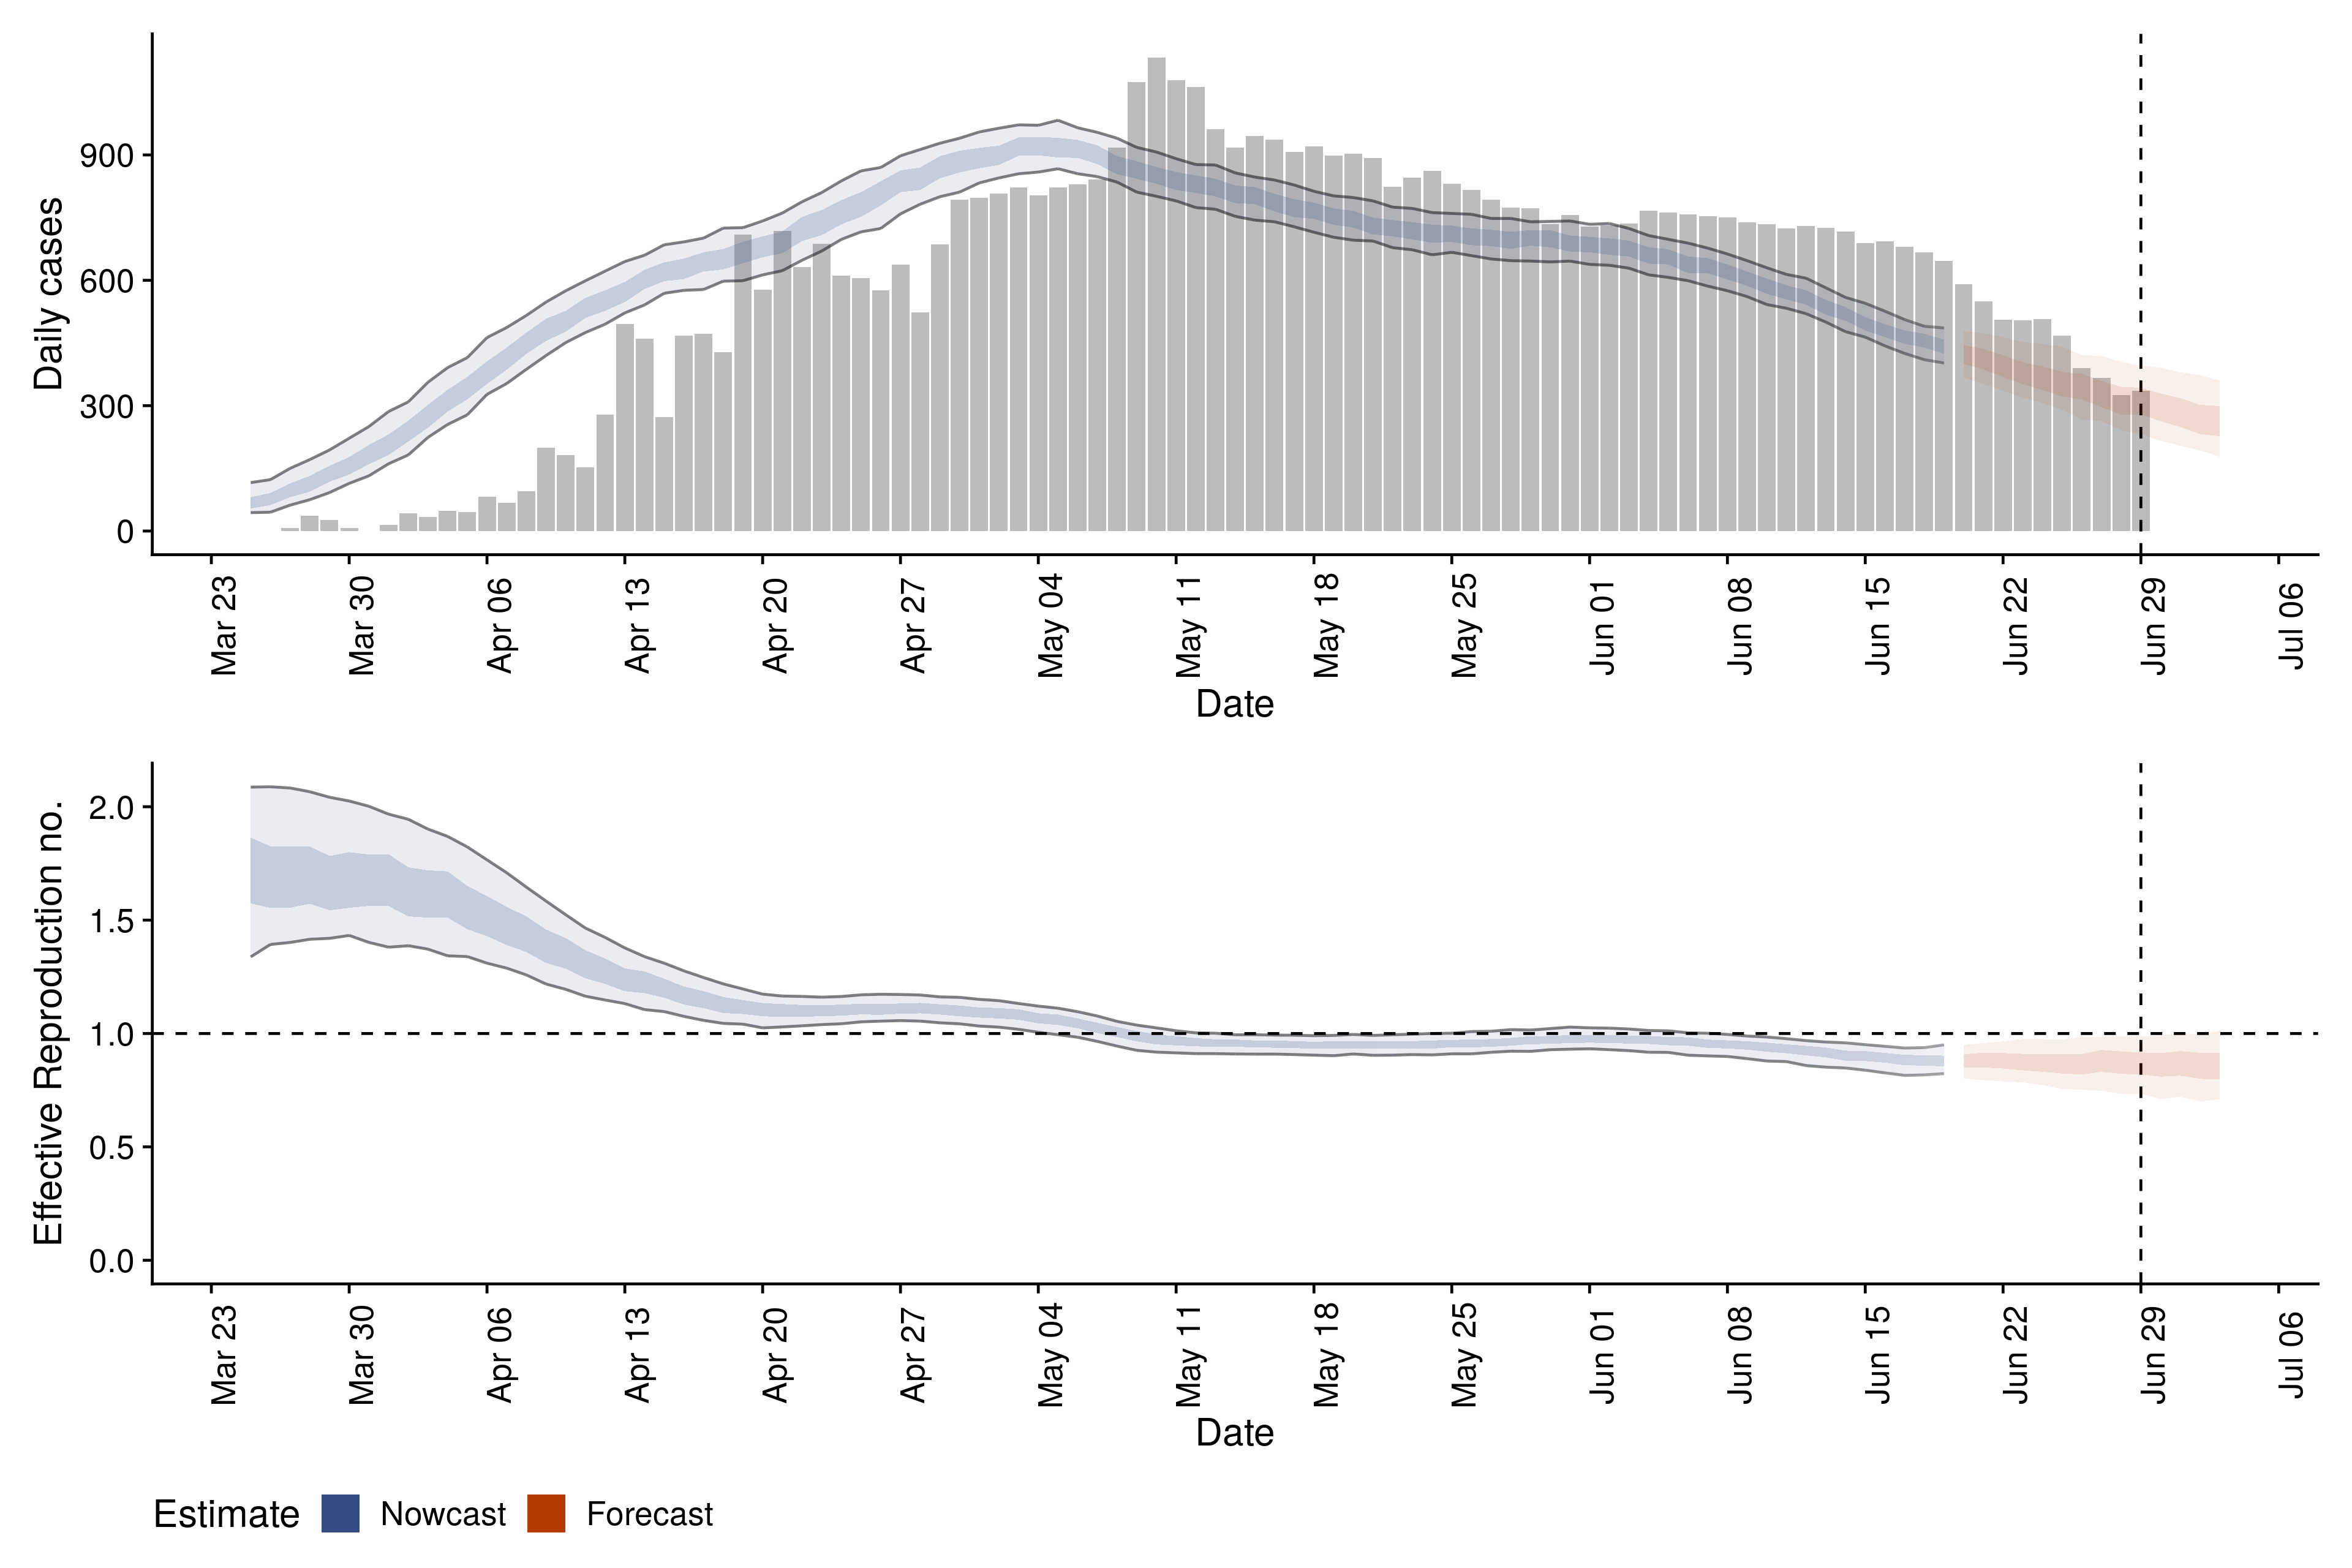 Daily cases
900
600
300
0
Mar 23
Mar 30
Apr 06
Apr 13
Apr 20
Apr 27
May 04
May 11
May 18
May 25
Jun 01
Jun 08
Jun 15
Jun 22
Jun 29
Jul 06
Date
Effective Reproduction no.
2.0
1.5
1.0
0.5
0.0
Mar 23
Mar 30
Apr 06
Apr 13
Apr 20
Apr 27
May 04
May 11
May 18
May 25
Jun 01
Jun 08
Jun 15
Jun 22
Jun 29
Jul 06
Date
Estimate Nowcast Forecast